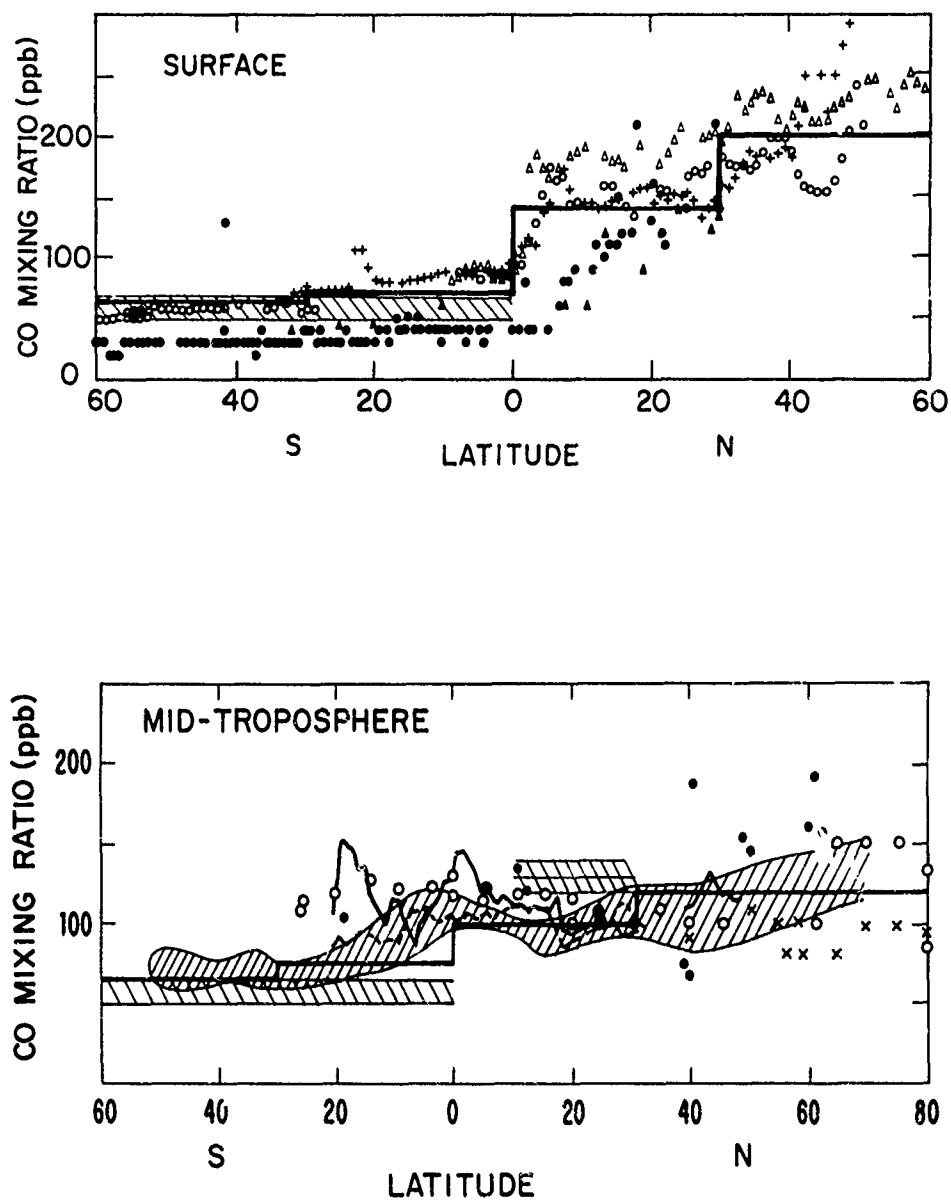 SURFACE
CO MIXING RATIO (ppb)
200
100
0
60 40 20 0 20 40 60
S N
LATITUDE
MID-TROPOSPHERE
CO MIXING RATIO (ppb)
200
100
60 40 20 0 20 40 60 80
S N
LATITUDE